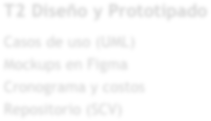 T2 Diseño y Prototipado
Casos de uso (UML)
Mockups en Figma
Cronograma y costos
Repositorio (SCV)